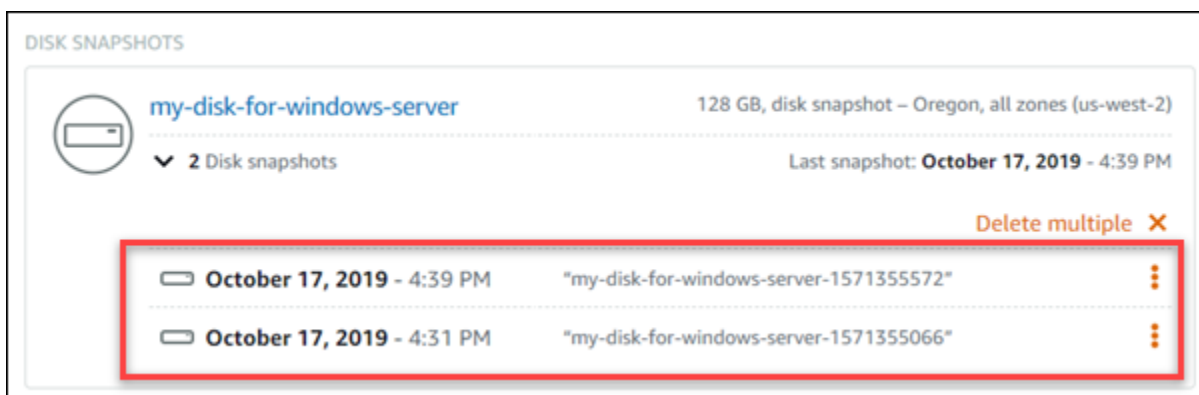 DISK SNAPSHOTS
my-disk-for-windows-server 128 GB, disk snapshot – Oregon, all zones (us-west-2)
2 Disk snapshots Last snapshot: October 17, 2019 - 4:39 PM
Delete multiple
October 17, 2019 - 4:39 PM "my-disk-for-windows-server-1571355572"
October 17, 2019 - 4:31 PM "my-disk-for-windows-server-1571355066"